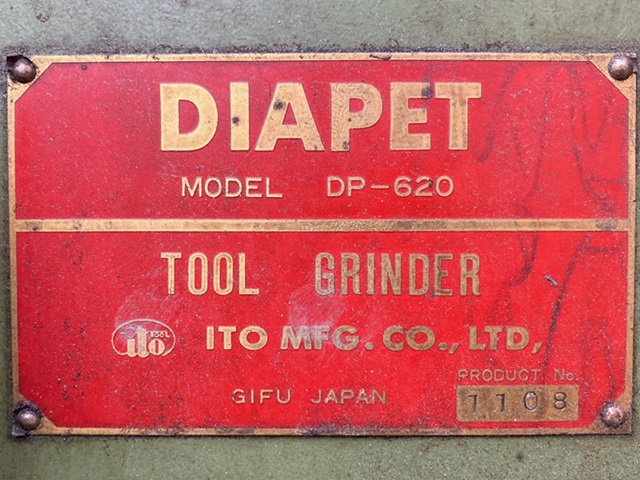 DIAPET
MODEL DP-620
TOOL GRINDER
ito ITO MFG. CO., LTD,
PRODUCT No.
GIFU JAPAN 1108